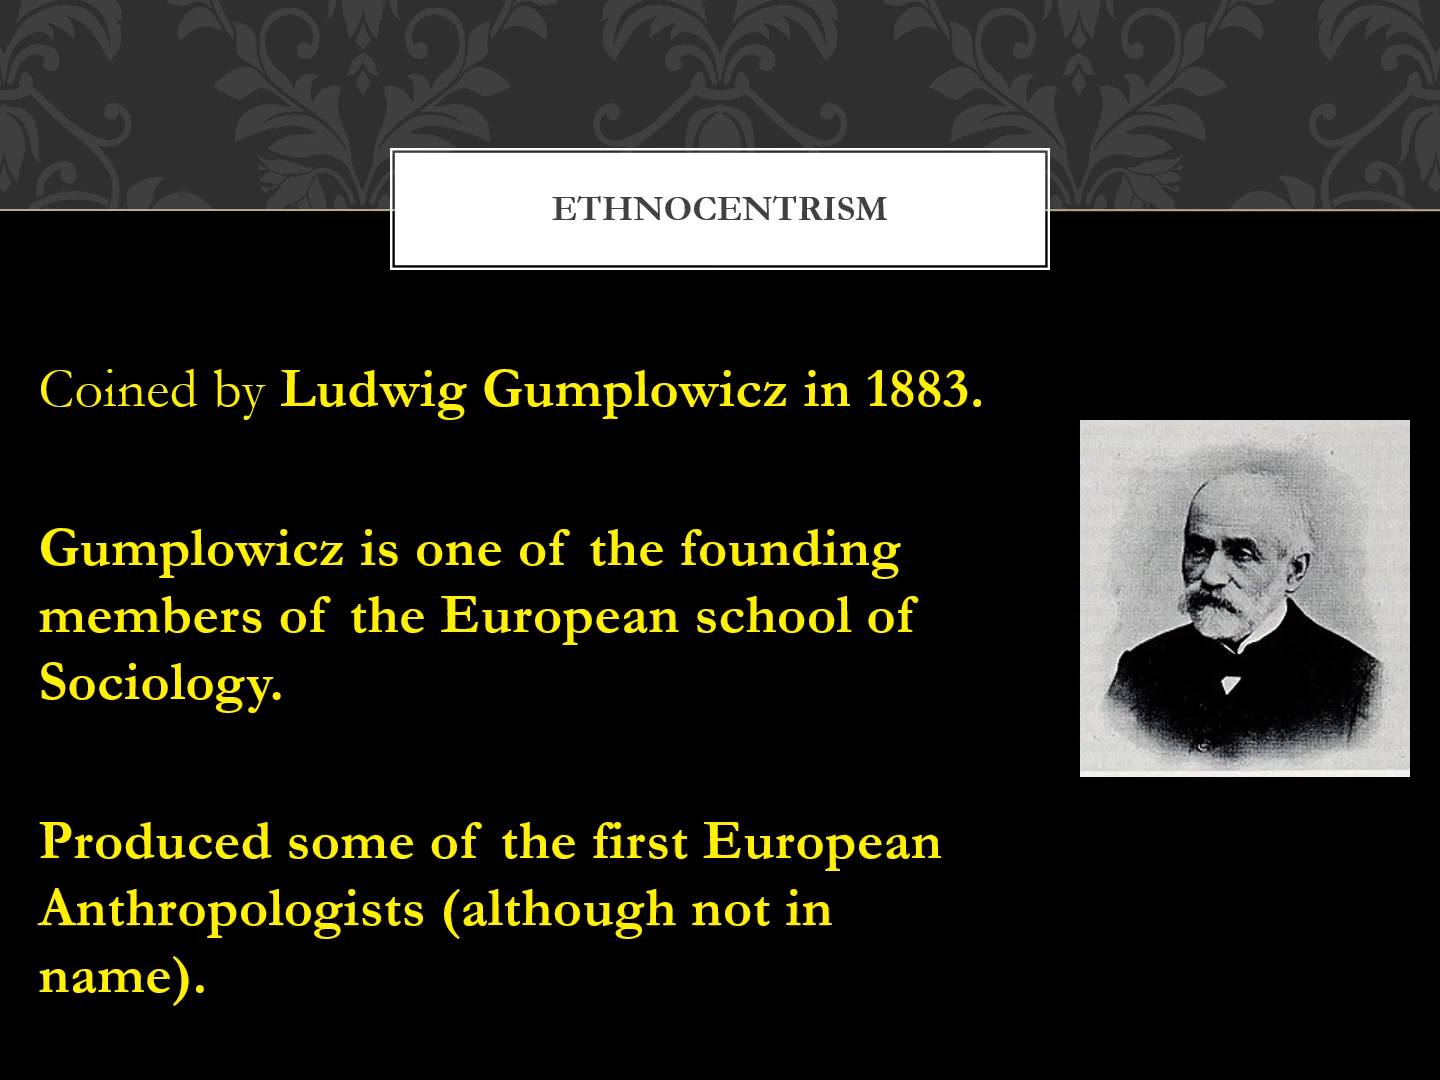 ETHNOCENTRISM
Coined by Ludwig Gumplowicz in 1883.
Gumplowicz is one of the founding
members of the European school of
Sociology.
Produced some of the first European
Anthropologists (although not in
name).